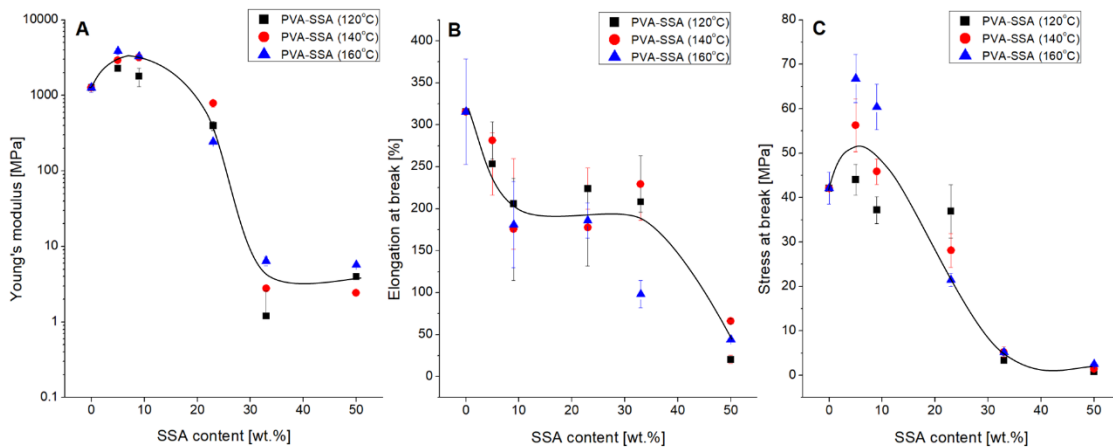 A
PVA-SSA (120°C)
PVA-SSA (140°C)
PVA-SSA (160°C)
Young's modulus [MPa]
10000
1000
100
10
1
0.1
0 10 20 30 40 50
SSA content [wt.%]
B
PVA-SSA (120°C)
PVA-SSA (140°C)
PVA-SSA (160°C)
Elongation at break [%]
400
350
300
250
200
150
100
50
0
0 10 20 30 40 50
SSA content [wt.%]
C
PVA-SSA (120°C)
PVA-SSA (140°C)
PVA-SSA (160°C)
Stress at break [MPa]
80
70
60
50
40
30
20
10
0
0 10 20 30 40 50
SSA content [wt.%]